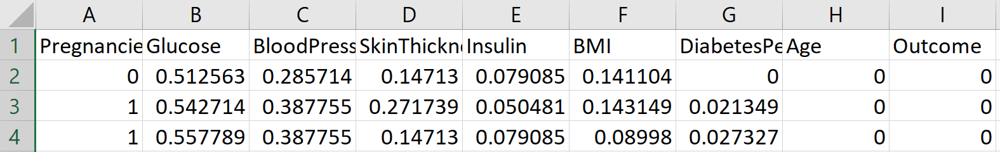 A B C D E F G H I
1 Pregnancie Glucose BloodPress SkinThickn Insulin BMI DiabetesPe Age Outcome
2 0 0.512563 0.285714 0.14713 0.079085 0.141104 0 0 0
3 1 0.542714 0.387755 0.271739 0.050481 0.143149 0.021349 0 0
4 1 0.557789 0.387755 0.14713 0.079085 0.08998 0.027327 0 0